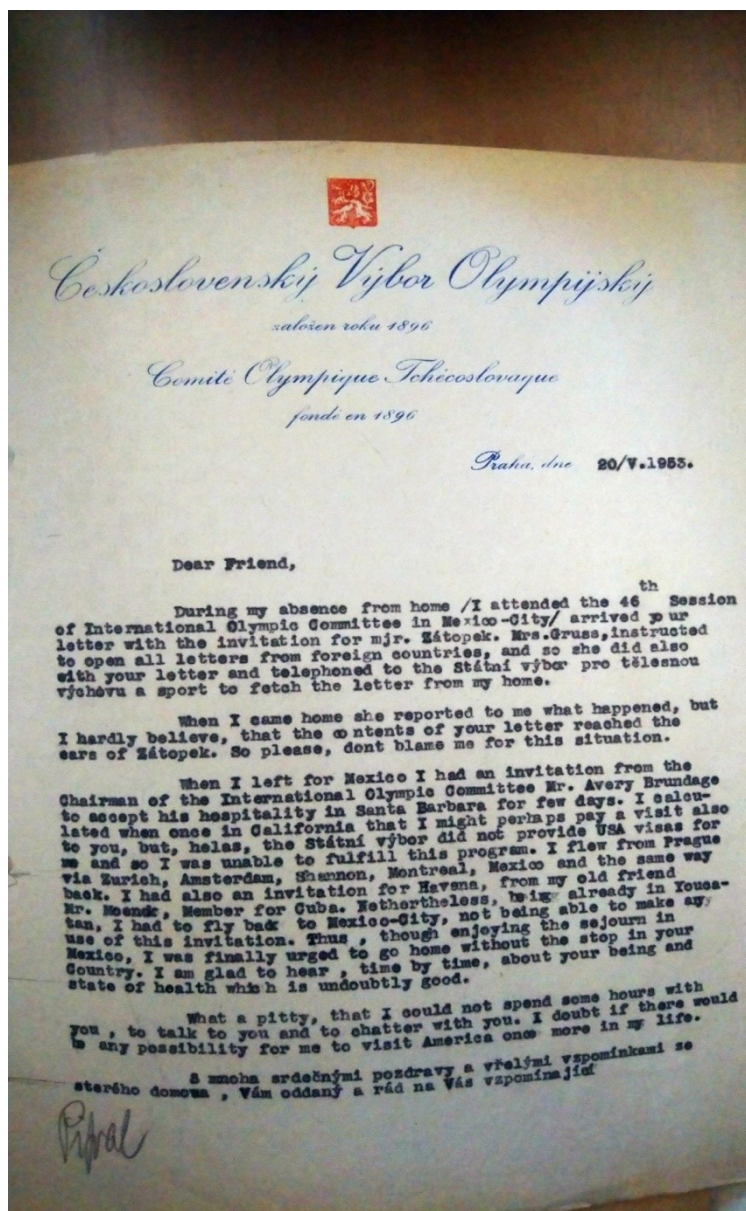 Československý Výbor Olympijský
založen roku 1896
Comité Olympique Tchécoslovaque
fondé en 1896
Praha, dne 20/V.1953.
Dear Friend,
th
During my absence from home /I attended the 46 Session
of International Olympic Committee in Mexico-City/ arrived your
letter with the invitation for mjr. Zátopek. Mrs.Gruss,instructed
to open all letters from foreign countries, and so she did also
with your letter and telephoned to the Státní výbor pro tělesnou
výchovu a sport to fetch the letter from my home.
When I came home she reported to me what happened, but
I hardly believe, that the contents of your letter reached the
ears of Zátopek. So please, dont blame me for this situation.
When I left for Mexico I had an invitation from the
Chairman of the International Olympic Committee Mr. Avery Brundage
to accept his hospitality in Santa Barbara for few days. I calcu-
lated when once in California that I might perhaps pay a visit also
to you, but, helas, the Státní výbor did not provide USA visas for
me and so I was unable to fulfill this program. I flew from Prague
via Zurich, Amsterdam, Shannon, Montreal, Mexico and the same way
back. I had also an invitation for Havana, from my old friend
Mr. Moenck, Member for Cuba. Nethertheless, being already in Youca-
tan, I had to fly back to Mexico-City, not being able to make any
use of this invitation. Thus , though enjoying the sejourn in
Mexico, I was finally urged to go home without the stop in your
Country. I am glad to hear , time by time, about your being and
state of health which is undoubtly good.
What a pitty, that I could not spend some hours with
you , to talk to you and to chatter with you. I doubt if there would
be any possibility for me to visit America once more in my life.
S mnoha srdečnými pozdravy a vřelými vzpomínkami ze
starého domova , Vám oddaný a rád na Vás vzpomínající